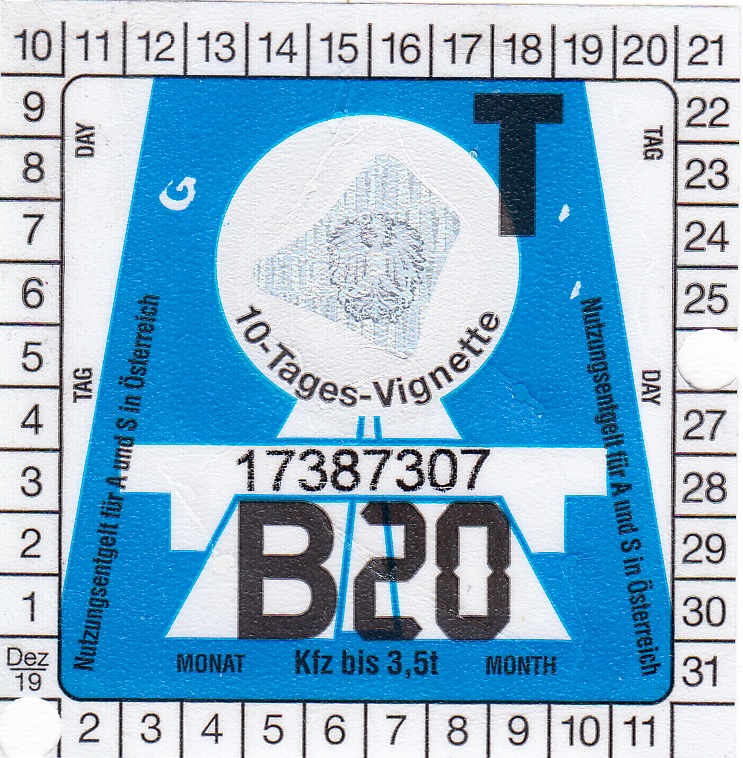 10 11 12 13 14 15 16 17 18 19 20 21
9
8
7
6
5
4
3
2
1
Dez
19
22
23
24
25
27
28
29
30
31
DAY
TAG
TAG
DAY
T
10-Tages-Vignette
Nutzungsentgelt für A und S in Österreich
Nutzungsentgelt für A und S in Österreich
17387307
B20
MONAT Kfz bis 3,5t MONTH
2 3 4 5 6 7 8 9 10 11